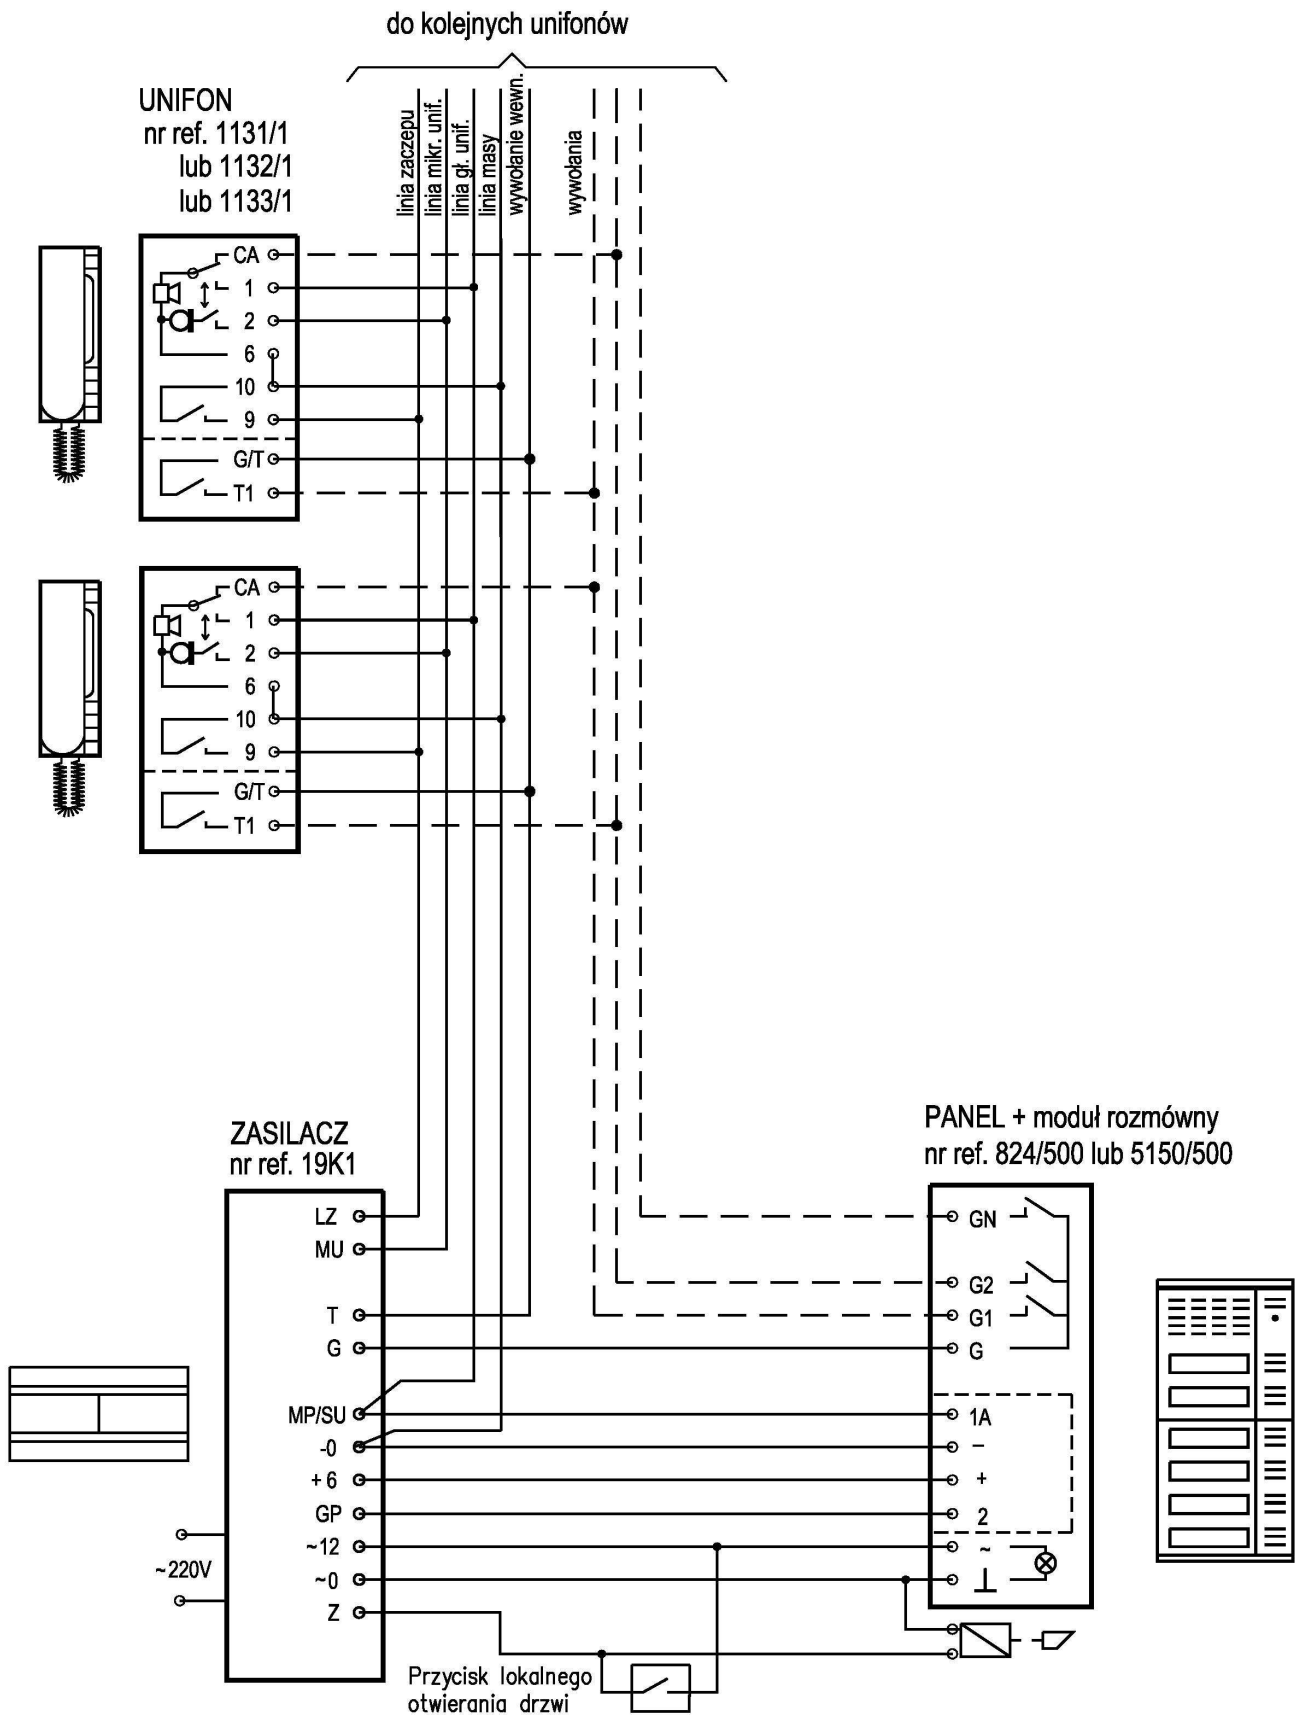 do kolejnych unifonów
UNIFON
nr ref. 1131/1
lub 1132/1
lub 1133/1
linia zaczepu
linia mikr. unif.
linia gł. unif.
linia masy
wywołanie wewn.
wywołania
CA
1
2
6
10
9
G/T
T1
CA
1
2
6
10
9
G/T
T1
ZASILACZ
nr ref. 19K1
LZ
MU
T
G
MP/SU
-0
+6
GP
~12
~0
Z
~220V
PANEL + moduł rozmówny
nr ref. 824/500 lub 5150/500
GN
G2
G1
G
1A
−
+
2
~
Przycisk lokalnego
otwierania drzwi